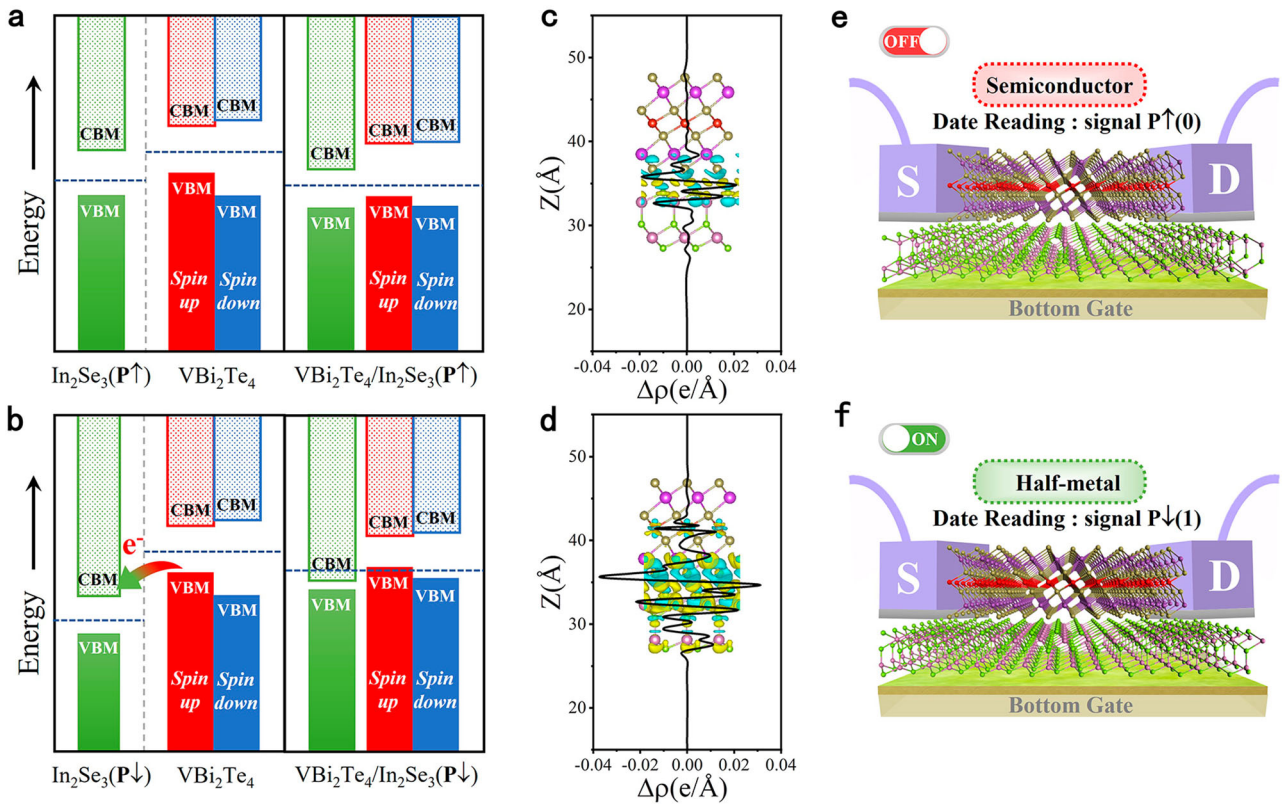 a
Energy
CBM
CBM
CBM
CBM
CBM
CBM
VBM
VBM
VBM
VBM
VBM
VBM
Spin
up
Spin
down
Spin
up
Spin
down
In₂Se₃(P↑)
VBi₂Te₄
VBi₂Te₄/In₂Se₃(P↑)
b
Energy
CBM
CBM
CBM
CBM
CBM
CBM
e⁻
VBM
VBM
VBM
VBM
VBM
VBM
Spin
up
Spin
down
Spin
up
Spin
down
In₂Se₃(P↓)
VBi₂Te₄
VBi₂Te₄/In₂Se₃(P↓)
c
Z(Å)
50
40
30
20
-0.04 -0.02 0.00 0.02 0.04
Δρ(e/Å)
d
Z(Å)
50
40
30
20
-0.04 -0.02 0.00 0.02 0.04
Δρ(e/Å)
e
OFF
Semiconductor
Date Reading : signal P↑(0)
S
D
Bottom Gate
f
ON
Half-metal
Date Reading : signal P↓(1)
S
D
Bottom Gate